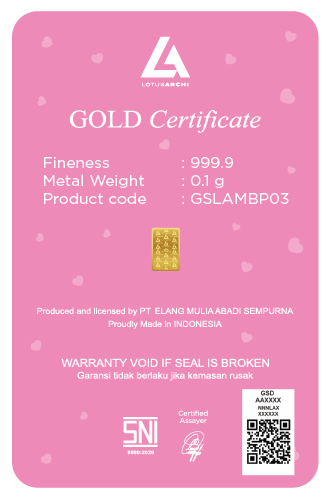 LOTUSARCHI
GOLD Certificate
Fineness : 999.9
Metal Weight : 0.1 g
Product code : GSLAMBP03
Produced and licensed by PT ELANG MULIA ABADI SEMPURNA
Proudly Made in INDONESIA
WARRANTY VOID IF SEAL IS BROKEN
Garansi tidak berlaku jika kemasan rusak
SNI
8880:2020
Certified
Assayer
GSD
AAXXXX
NNNLAX
XXXXXX